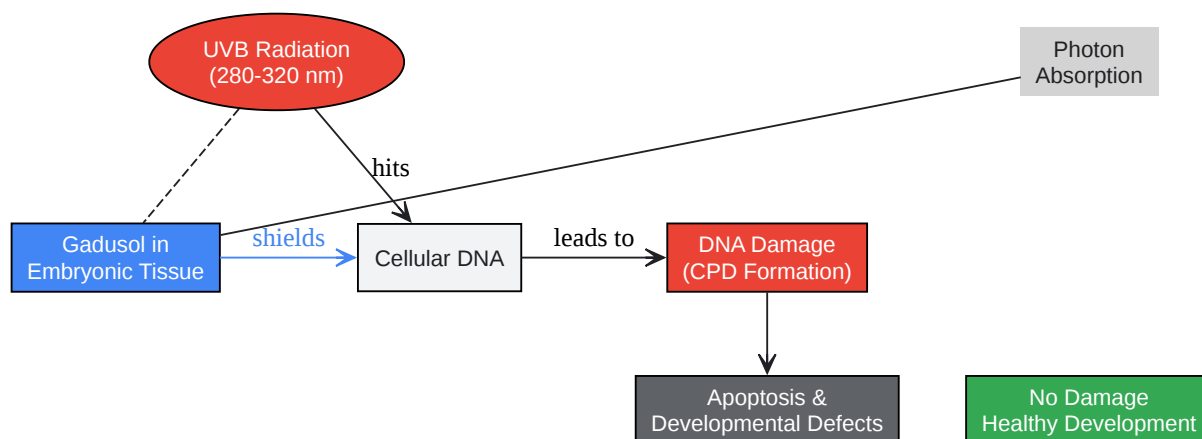 UVB Radiation
(280-320 nm)
Photon
Absorption
hits
Gadusol in
Embryonic Tissue
shields
Cellular DNA
leads to
DNA Damage
(CPD Formation)
Apoptosis &
Developmental Defects
No Damage
Healthy Development